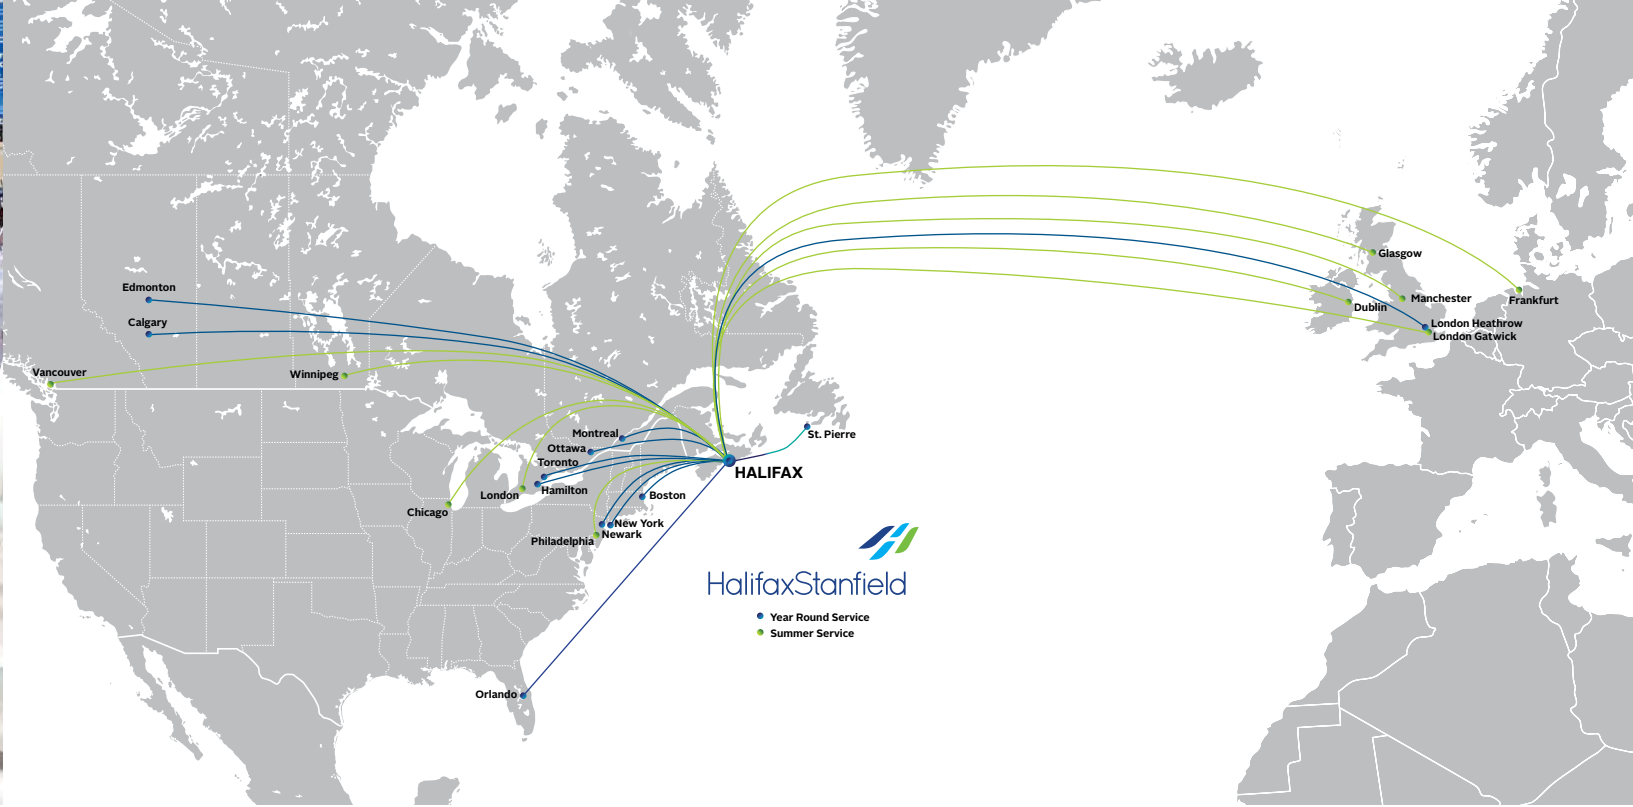 Edmonton
Calgary
Vancouver
Winnipeg
Montreal
Ottawa
Toronto
Hamilton
London
Chicago
Boston
New York
Newark
Philadelphia
Orlando
HALIFAX
St. Pierre
Glasgow
Manchester
Dublin
Frankfurt
London Heathrow
London Gatwick
HalifaxStanfield
Year Round Service
Summer Service